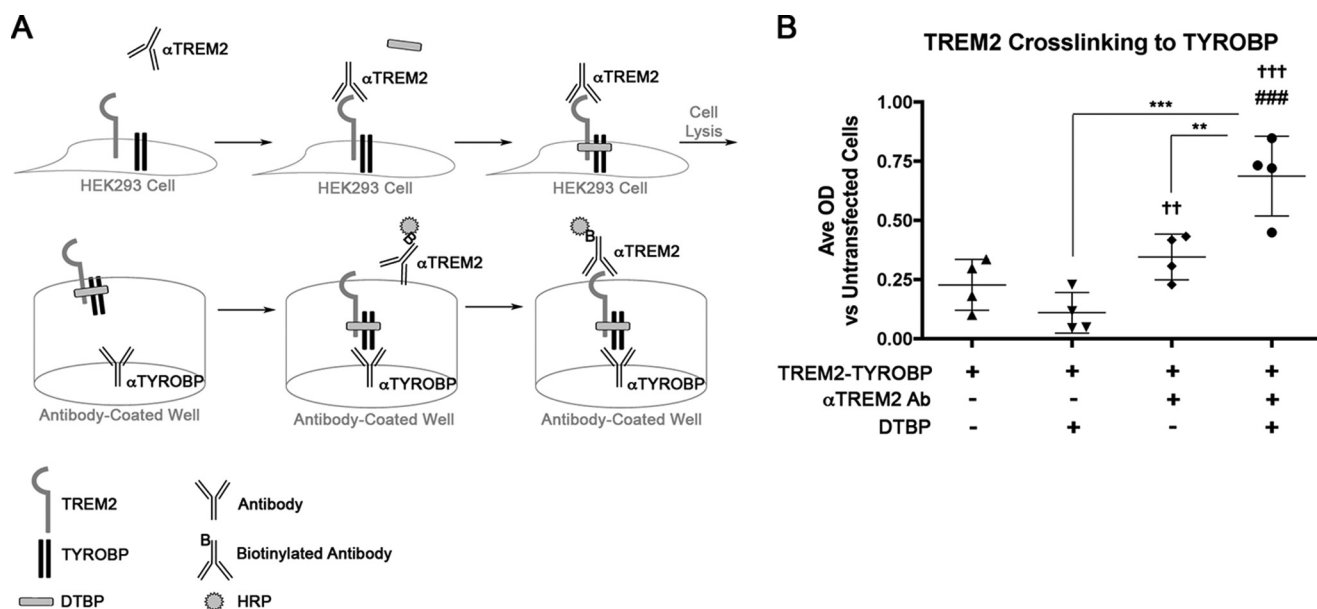 A
αTREM2
αTREM2
αTREM2
Cell
Lysis
HEK293 Cell
HEK293 Cell
HEK293 Cell
B
αTREM2
B
αTREM2
αTYROBP
αTYROBP
αTYROBP
Antibody-Coated Well
Antibody-Coated Well
Antibody-Coated Well
TREM2
Antibody
TYROBP
B
Biotinylated Antibody
DTBP
HRP
B
TREM2 Crosslinking to TYROBP
†††
###
***
**
††
Ave OD
vs Untransfected Cells
1.00
0.75
0.50
0.25
0.00
TREM2-TYROBP + + + +
αTREM2 Ab - - + +
DTBP - + - +